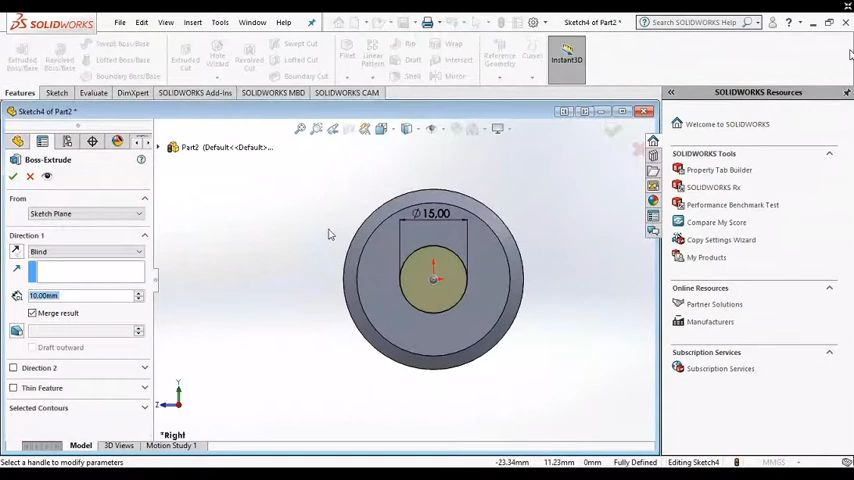 SOLIDWORKS File Edit View Insert Tools Window Help Sketch4 of Part2 * Search SOLIDWORKS Help
Extruded Boss/Base
Revolved Boss/Base
Swept Boss/Base
Lofted Boss/Base
Boundary Boss/Base
Extruded Cut
Hole Wizard
Revolved Cut
Swept Cut
Lofted Cut
Boundary Cut
Fillet
Linear Pattern
Rib
Draft
Shell
Wrap
Intersect
Mirror
Reference Geometry
Curves
Instant3D
Features Sketch Evaluate DimXpert SOLIDWORKS Add-Ins SOLIDWORKS MBD SOLIDWORKS CAM
Sketch4 of Part2 *
SOLIDWORKS Resources
Boss-Extrude
From
Sketch Plane
Direction 1
Blind
10.00mm
Merge result
Draft outward
Direction 2
Thin Feature
Selected Contours
Part2 (Default<<Default>...
Ø 15,00
Y
Z
*Right
Welcome to SOLIDWORKS
SOLIDWORKS Tools
Property Tab Builder
SOLIDWORKS Rx
Performance Benchmark Test
Compare My Score
Copy Settings Wizard
My Products
Online Resources
Partner Solutions
Manufacturers
Subscription Services
Subscription Services
Model 3D Views Motion Study 1
Select a handle to modify parameters -23.34mm 11.23mm 0mm Fully Defined Editing Sketch4 MMGS